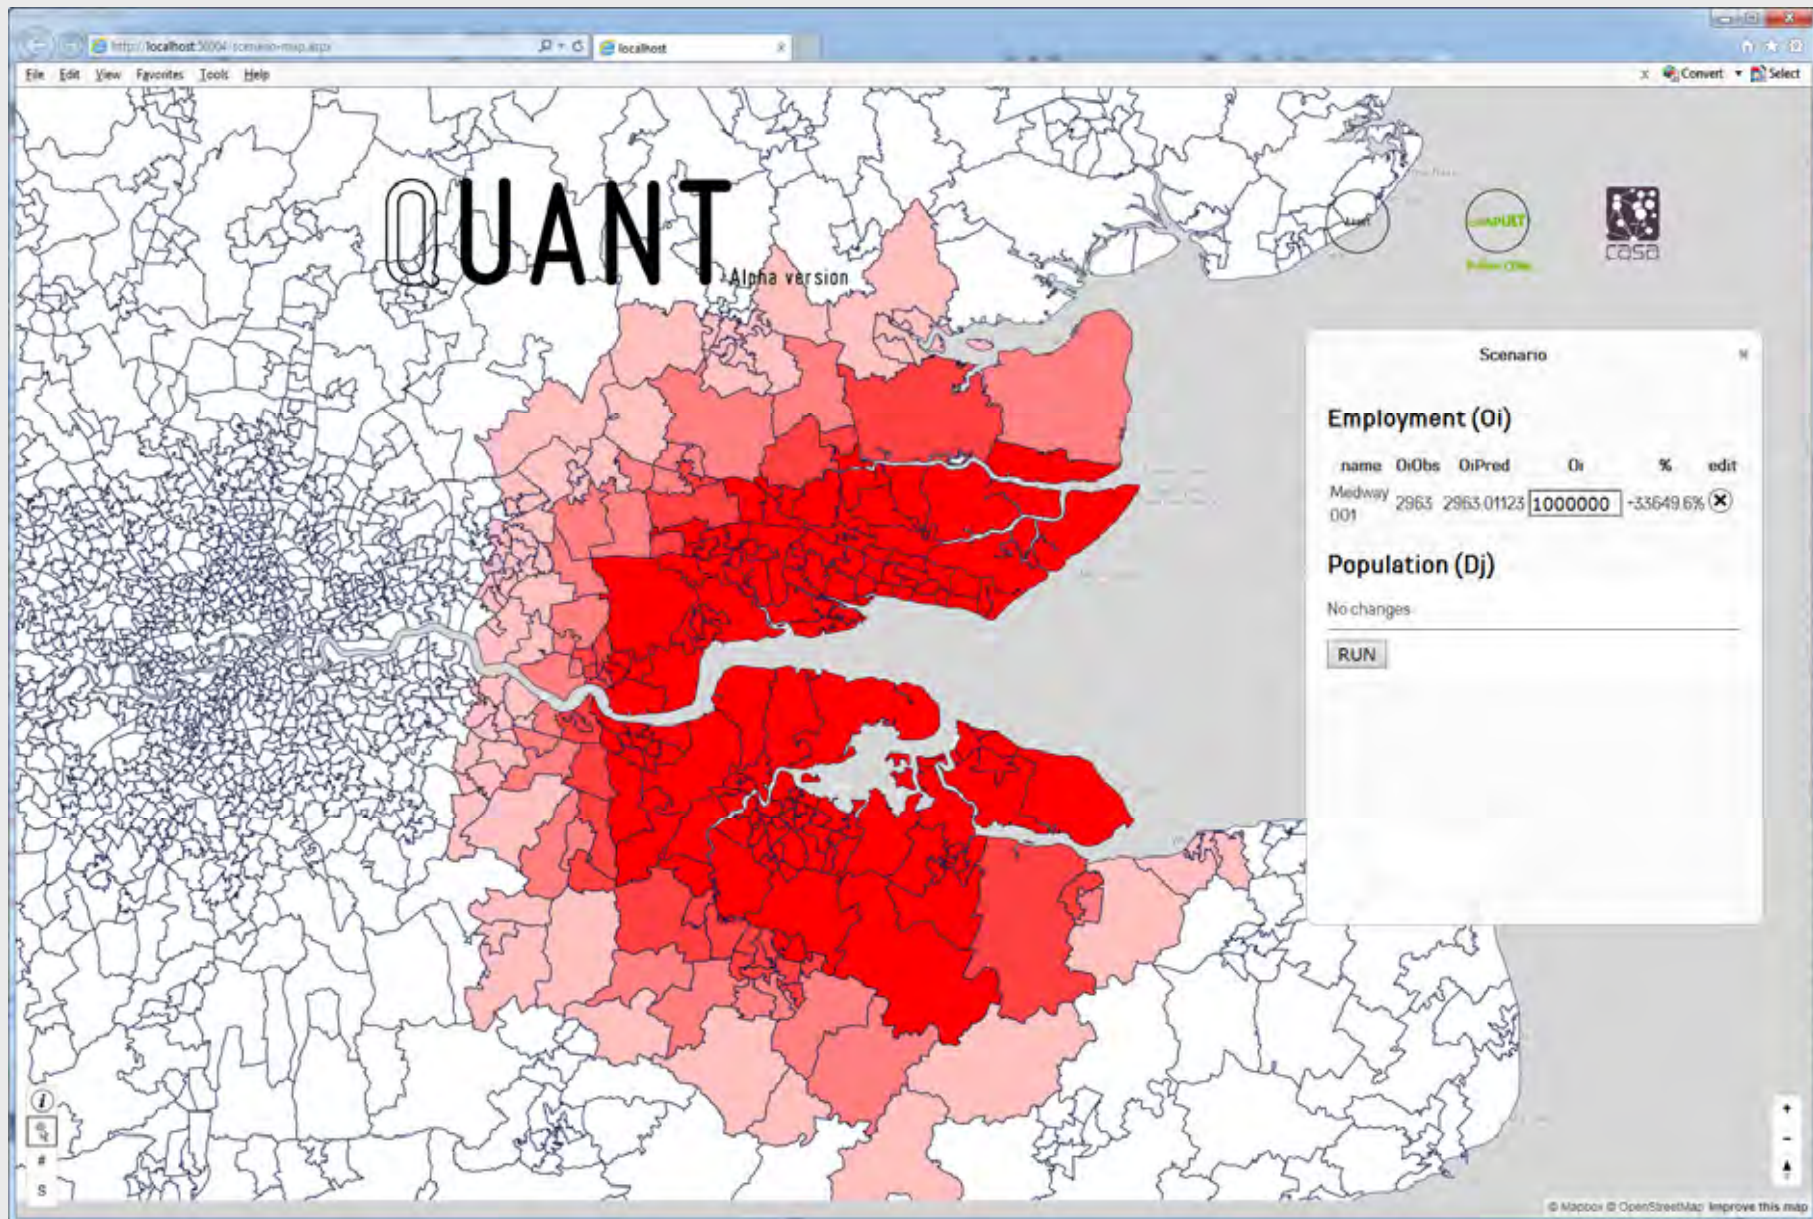 localhost
File Edit View Favorites Tools Help
x Convert Select
QUANT
Alpha version
CATAPULT
casa
Scenario
Employment (Oi)
name OiObs OiPred Oi % edit
Medway 001 2963 2963.01123 1000000 +33649.6%
Population (Dj)
No changes
RUN
i
#
S
+
-
© Mapbox © OpenStreetMap Improve this map